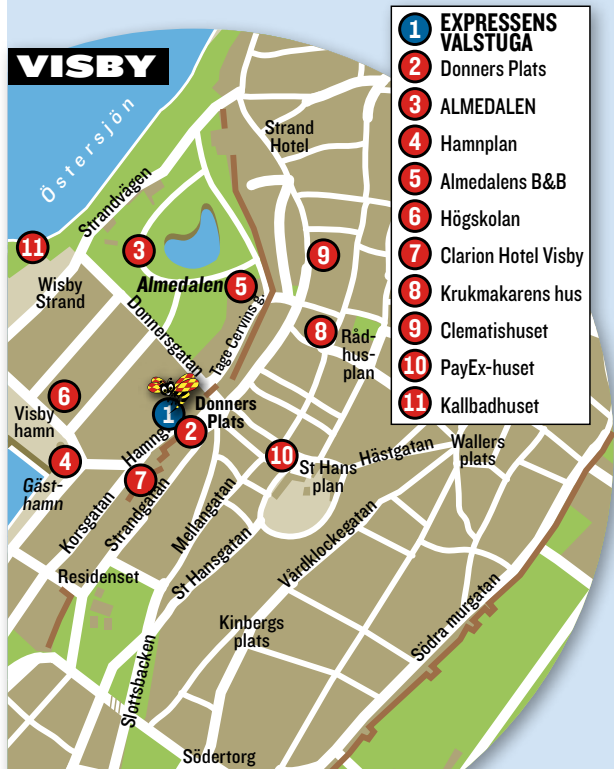 VISBY
Östersjön
Strandvägen
Strand
Hotel
11
3
9
Wisby
Strand
Almedalen
5
Donnersgatan
Tage Cervins g.
8
Råd-
hus-
plan
6
Visby
hamn
1
Donners
Plats
2
Hamng
4
Gäst-
hamn
7
10
St Hans
plan
Hästgatan
Wallers
plats
Korsgatan
Strandgatan
Mellangatan
St Hansgatan
Vårdklockegatan
Residenset
Kinbergs
plats
Södra murgatan
Slottsbacken
Södertorg
1 EXPRESSENS
VALSTUGA
2 Donners Plats
3 ALMEDALEN
4 Hamnplan
5 Almedalens B&B
6 Högskolan
7 Clarion Hotel Visby
8 Krukmakarens hus
9 Clematishuset
10 PayEx-huset
11 Kallbadhuset